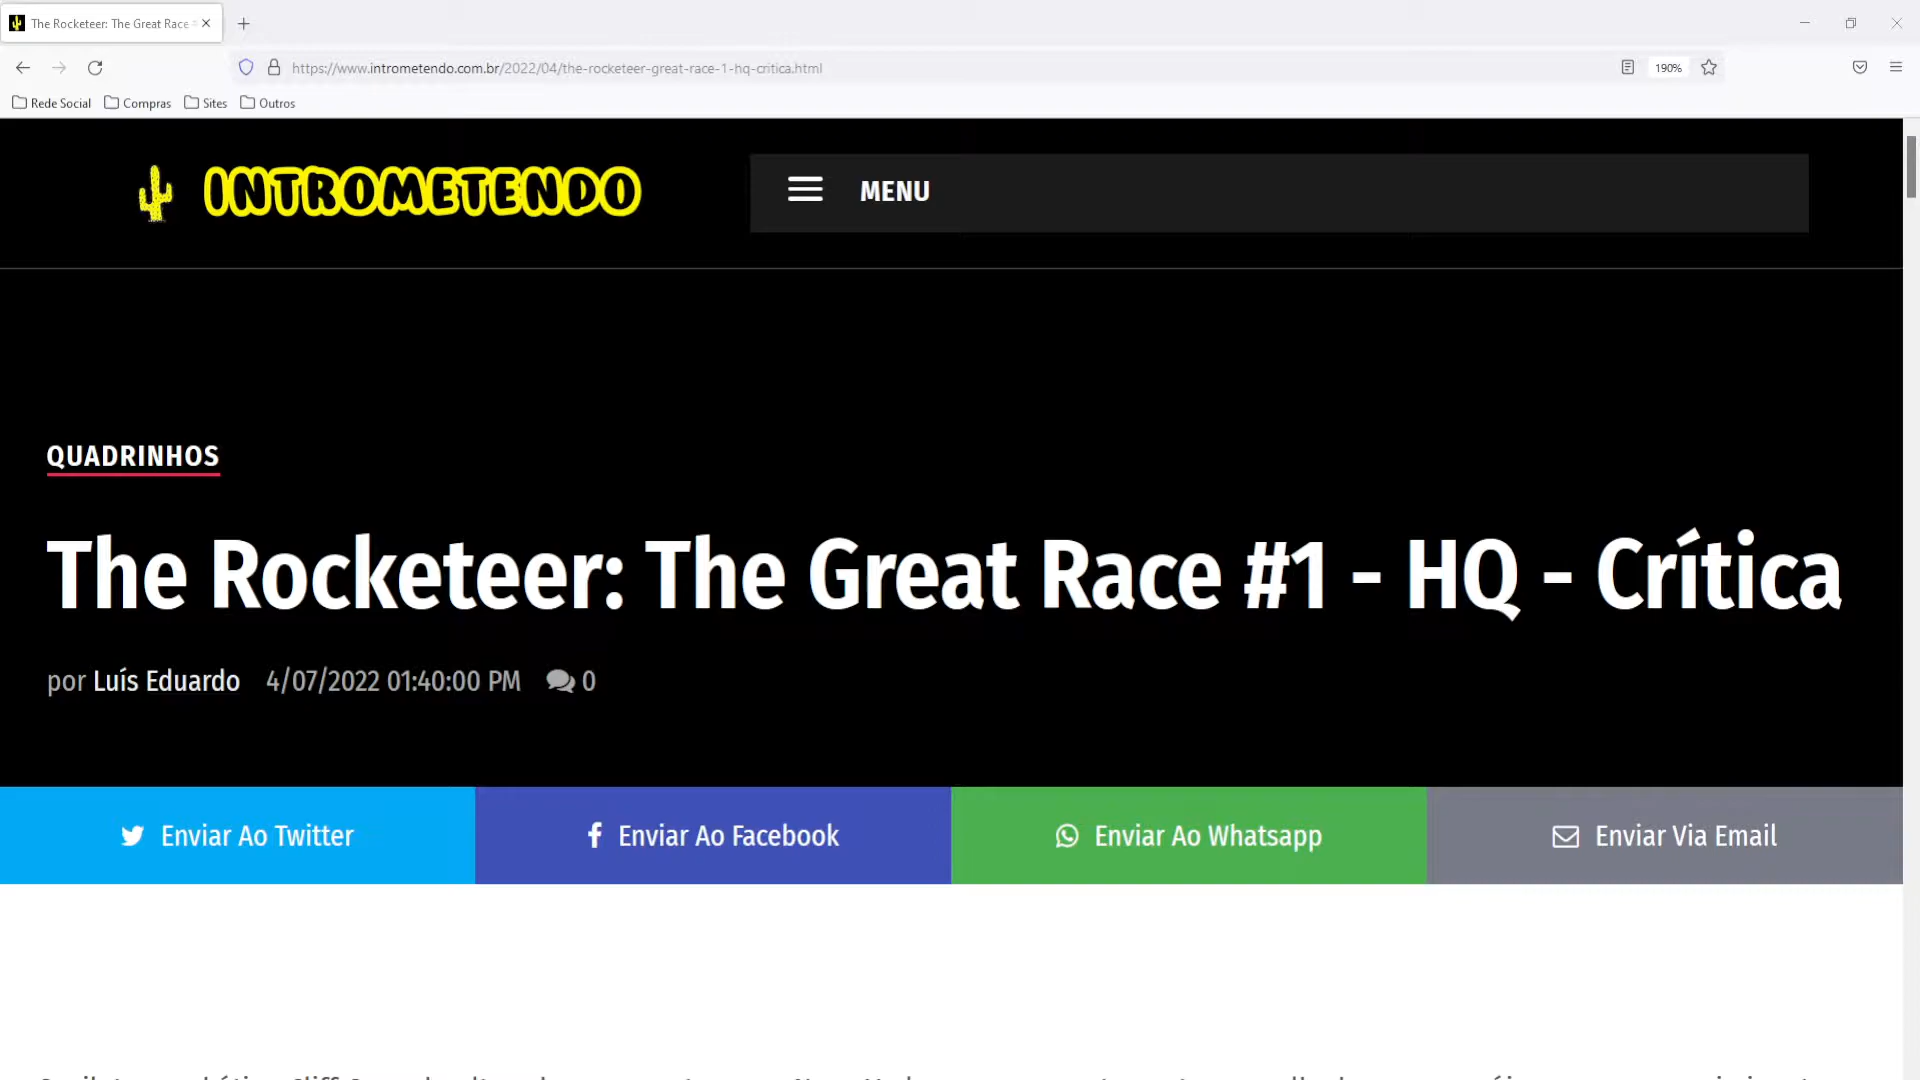 The Rocketeer: The Great Race
https://www.intrometendo.com.br/2022/04/the-rocketeer-great-race-1-hq-critica.html
190%
Rede Social
Compras
Sites
Outros
INTROMETENDO
MENU
QUADRINHOS
The Rocketeer: The Great Race #1 - HQ - Crítica
por Luís Eduardo 4/07/2022 01:40:00 PM 0
Enviar Ao Twitter
Enviar Ao Facebook
Enviar Ao Whatsapp
Enviar Via Email